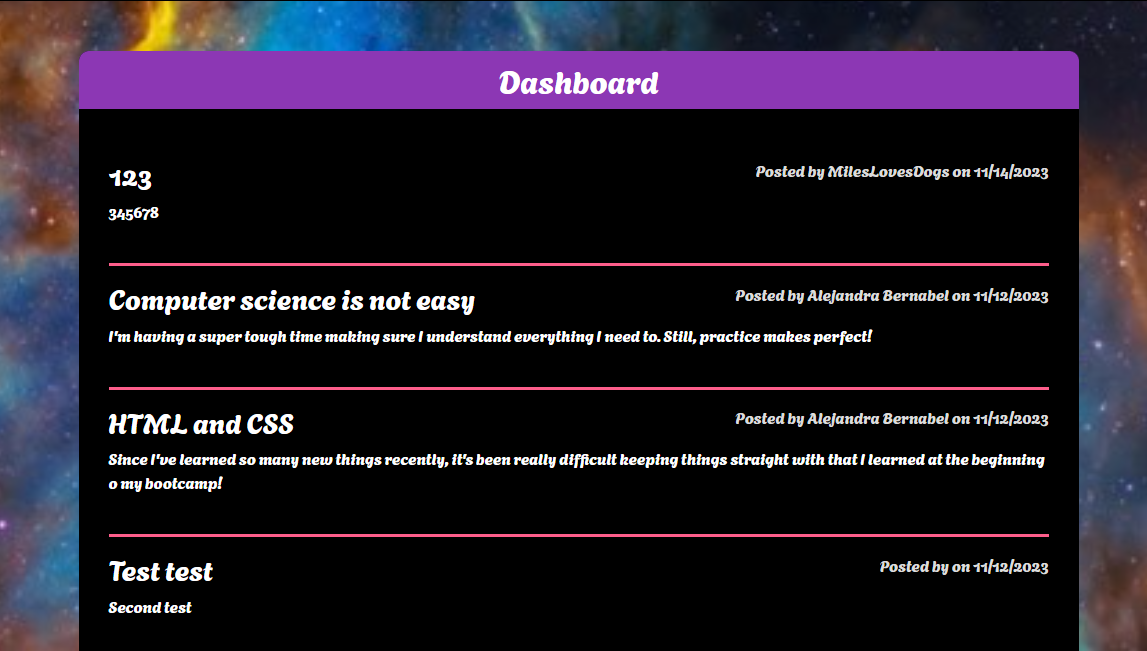 Dashboard
123
Posted by MilesLovesDogs on 11/14/2023
345678
Computer science is not easy
Posted by Alejandra Bernabel on 11/12/2023
I'm having a super tough time making sure I understand everything I need to. Still, practice makes perfect!
HTML and CSS
Posted by Alejandra Bernabel on 11/12/2023
Since I've learned so many new things recently, it's been really difficult keeping things straight with that I learned at the beginning
o my bootcamp!
Test test
Posted by on 11/12/2023
Second test